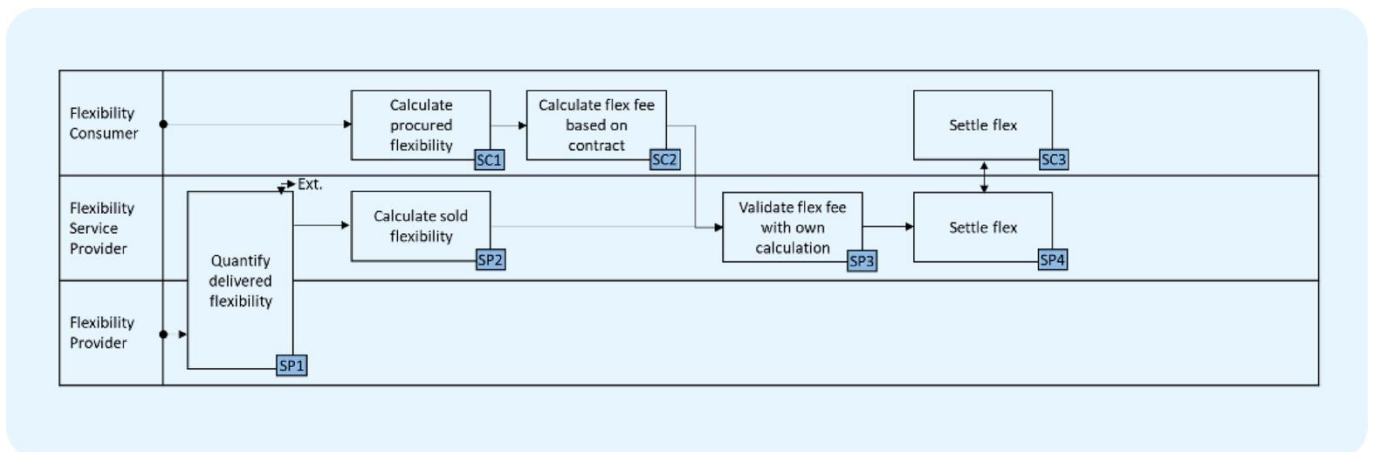 Flexibility
Consumer
Calculate
procured
flexibility
SC1
Calculate flex fee
based on
contract
SC2
Settle flex
SC3
Flexibility
Service
Provider
Ext.
Quantify
delivered
flexibility
SP1
Calculate sold
flexibility
SP2
Validate flex fee
with own
calculation
SP3
Settle flex
SP4
Flexibility
Provider